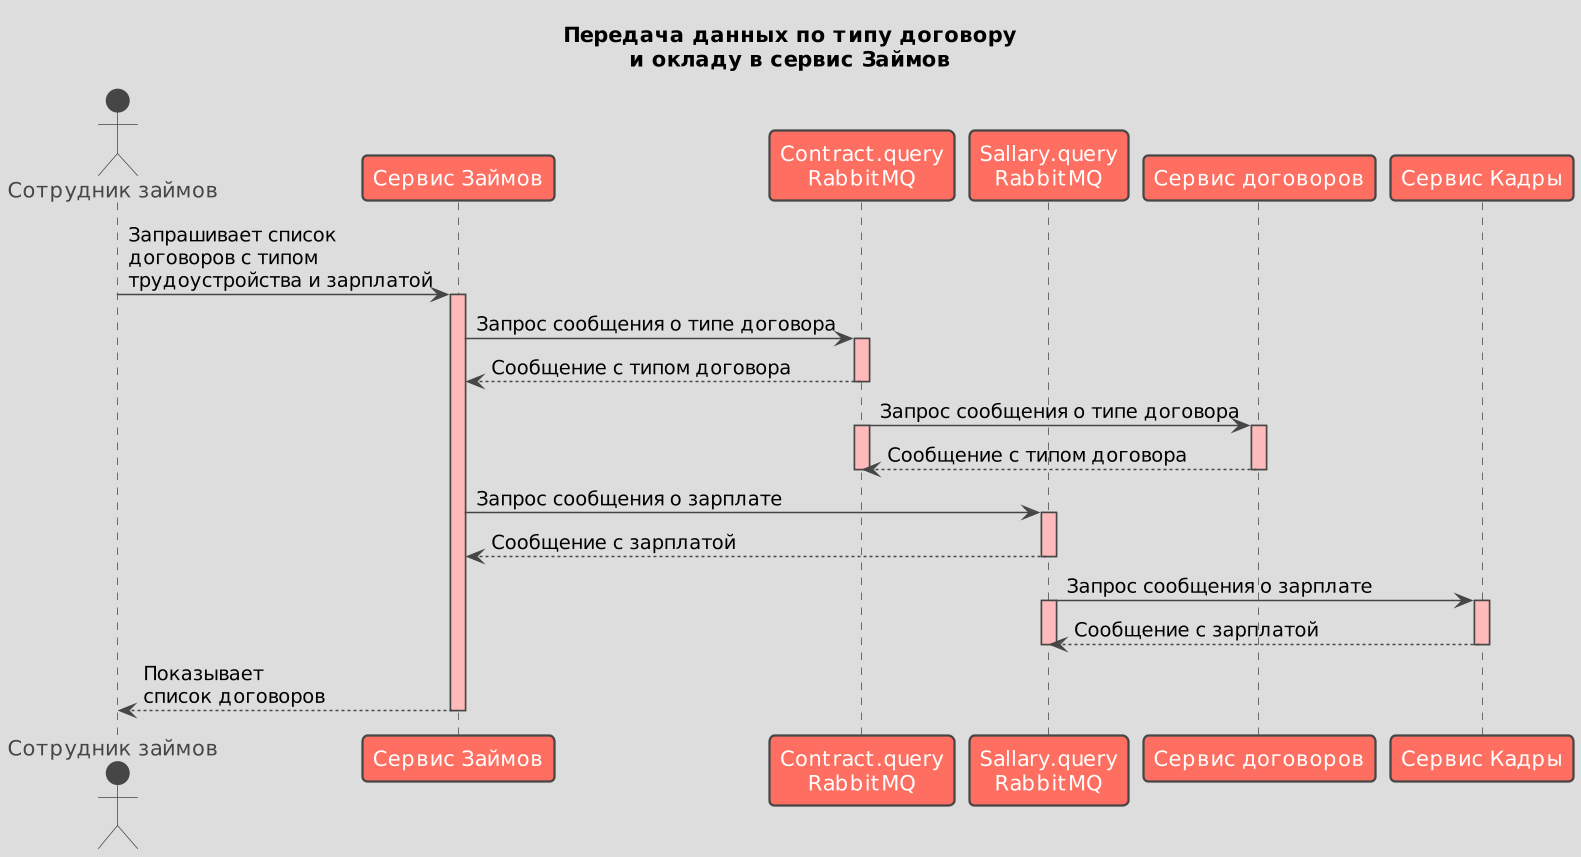 Передача данных по типу договору
и окладу в сервис Займов
Сотрудник займов
Сервис Займов
Contract.query
RabbitMQ
Sallary.query
RabbitMQ
Сервис договоров
Сервис Кадры
Запрашивает список
договоров с типом
трудоустройства и зарплатой
Запрос сообщения о типе договора
Сообщение с типом договора
Запрос сообщения о типе договора
Сообщение с типом договора
Запрос сообщения о зарплате
Сообщение с зарплатой
Запрос сообщения о зарплате
Сообщение с зарплатой
Показывает
список договоров
Сотрудник займов
Сервис Займов
Contract.query
RabbitMQ
Sallary.query
RabbitMQ
Сервис договоров
Сервис Кадры